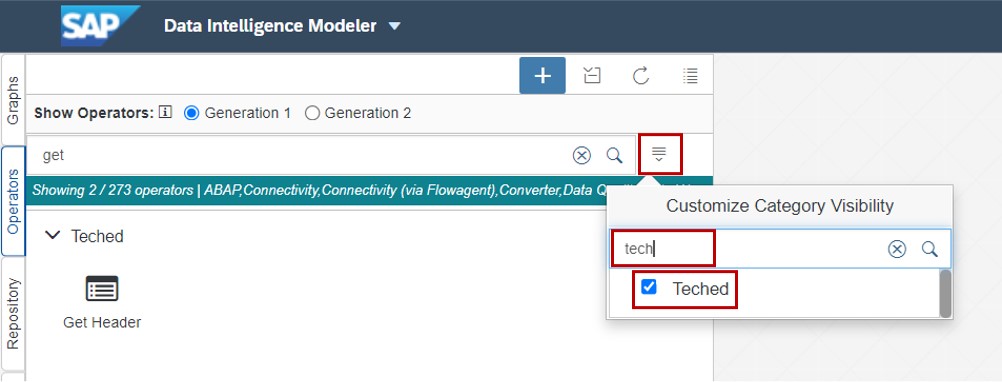 SAP Data Intelligence Modeler
Graphs
Operators
Repository
Show Operators: Generation 1 Generation 2
get
Showing 2 / 273 operators | ABAP,Connectivity,Connectivity (via Flowagent),Converter,Data
Customize Category Visibility
tech
Teched
Teched
Get Header